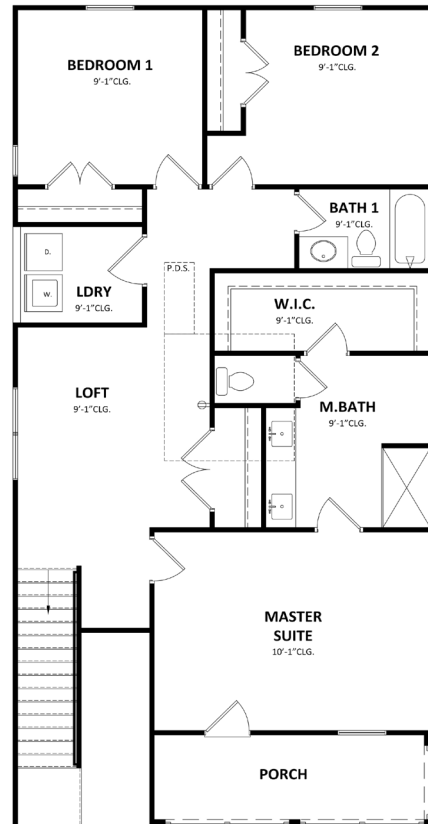 BEDROOM 1
9'-1"CLG.
BEDROOM 2
9'-1"CLG.
BATH 1
9'-1"CLG.
D.
W.
LDRY
9'-1"CLG.
P.D.S.
W.I.C.
9'-1"CLG.
LOFT
9'-1"CLG.
M.BATH
9'-1"CLG.
MASTER
SUITE
10'-1"CLG.
PORCH